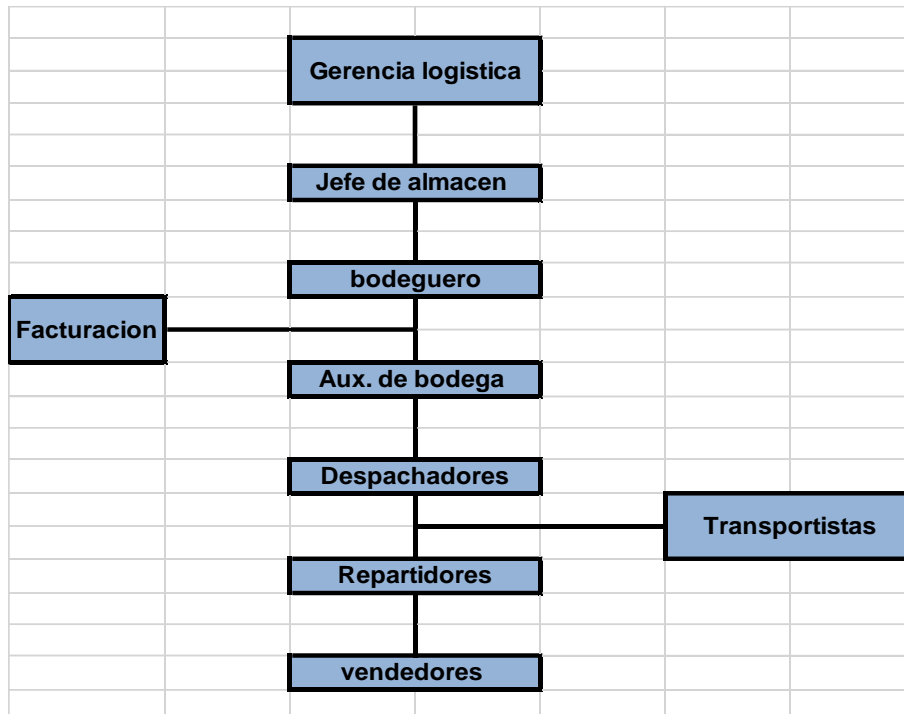 Gerencia logistica
Jefe de almacen
bodeguero
Facturacion
Aux. de bodega
Despachadores
Transportistas
Repartidores
vendedores